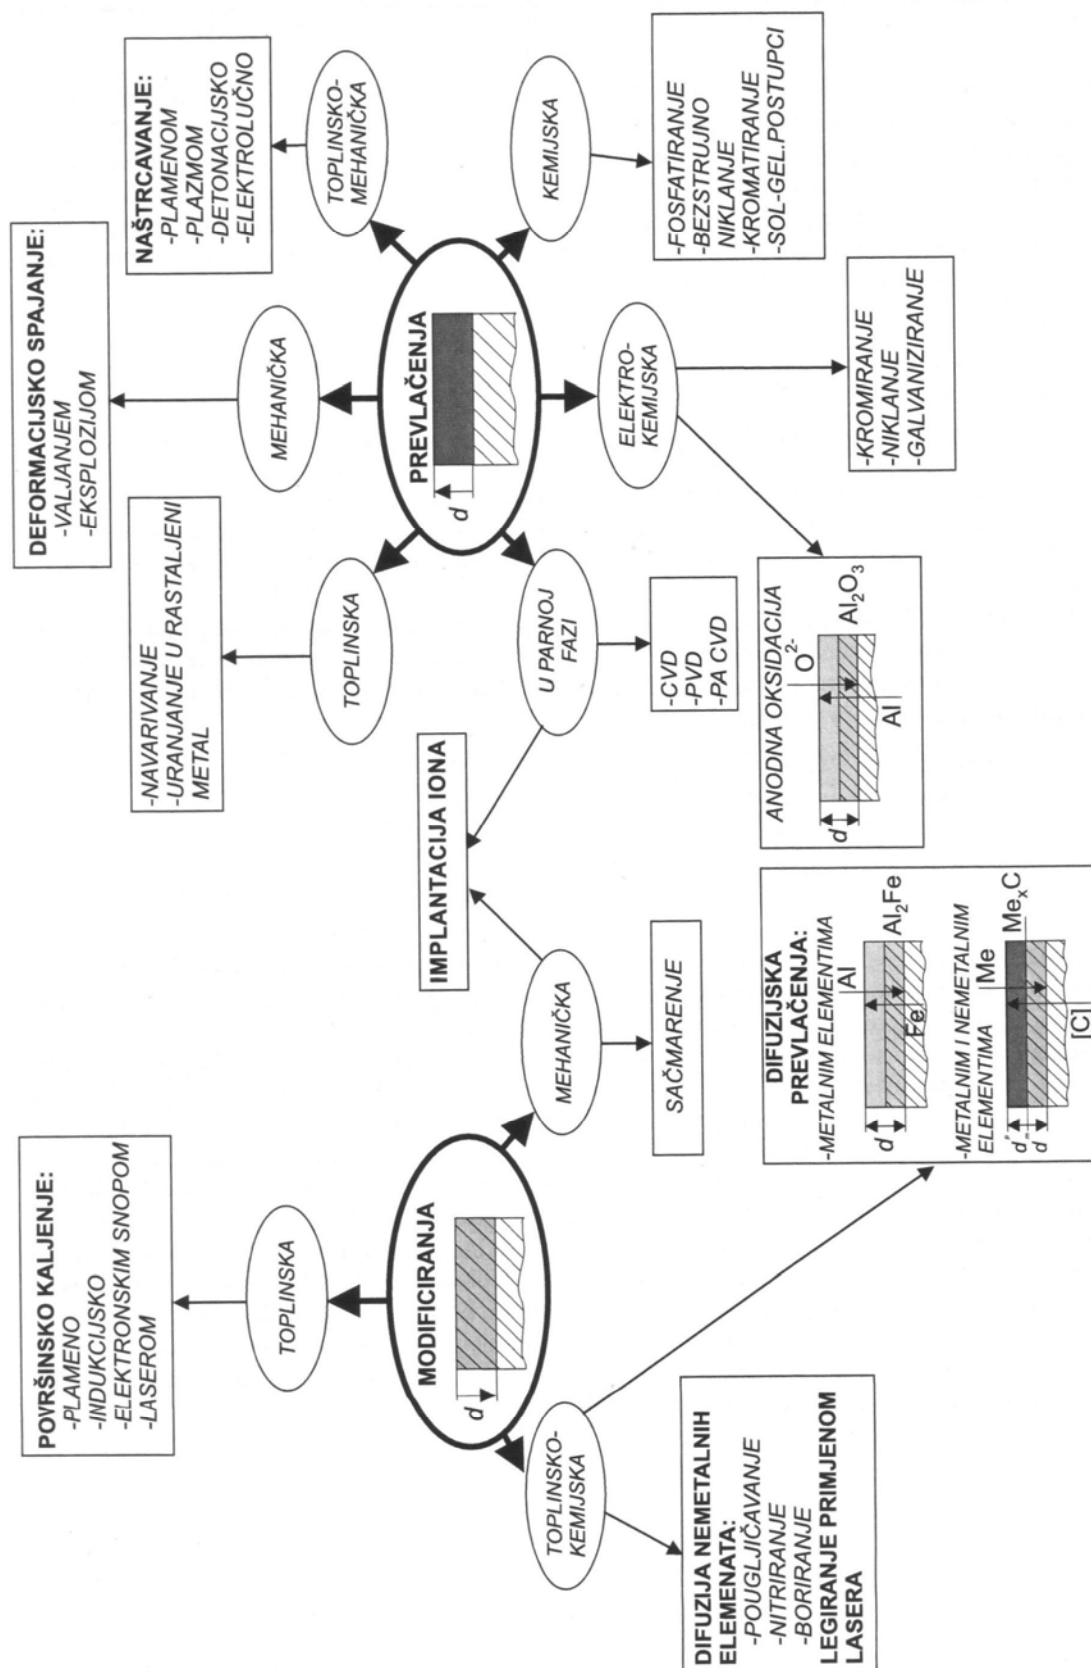 POVRŠINSKO KALJENJE:
-PLAMENO
-INDUKCIJSKO
-ELEKTRONSKIM SNOPOM
-LASEROM
TOPLINSKA
MODIFICIRANJA
d
TOPLINSKO-
KEMIJSKA
MEHANIČKA
SAČMARENJE
IMPLANTACIJA IONA
DIFUZIJA NEMETALNIH
ELEMENATA:
-POUGLJIČAVANJE
-NITRIRANJE
-BORIRANJE
LEGIRANJE PRIMJENOM
LASERA
DIFUZIJSKA
PREVLAČENJA:
-METALNIM ELEMENTIMA
Al
d
Al₂Fe
Fe
-METALNIM I NEMETALNIM
ELEMENTIMA
Me
d'
d"
MeₓC
[C]
-NAVARIVANJE
-URANJANJE U RASTALJENI
METAL
DEFORMACIJSKO SPAJANJE:
-VALJANJEM
-EKSPLOZIJOM
NAŠTRCAVANJE:
-PLAMENOM
-PLAZMOM
-DETONACIJSKO
-ELEKTROLUČNO
TOPLINSKA
MEHANIČKA
TOPLINSKO-
MEHANIČKA
PREVLAČENJA
d
U PARNOJ
FAZI
ELEKTRO-
KEMIJSKA
KEMIJSKA
-CVD
-PVD
-PA CVD
-FOSFATIRANJE
-BEZSTRUJNO
NIKLANJE
-KROMATIRANJE
-SOL-GEL.POSTUPCI
ANODNA OKSIDACIJA
O²⁻
d
Al₂O₃
Al
-KROMIRANJE
-NIKLANJE
-GALVANIZIRANJE